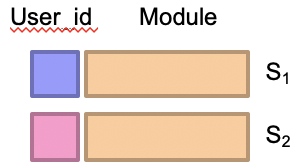 User_id Module
S₁
S₂